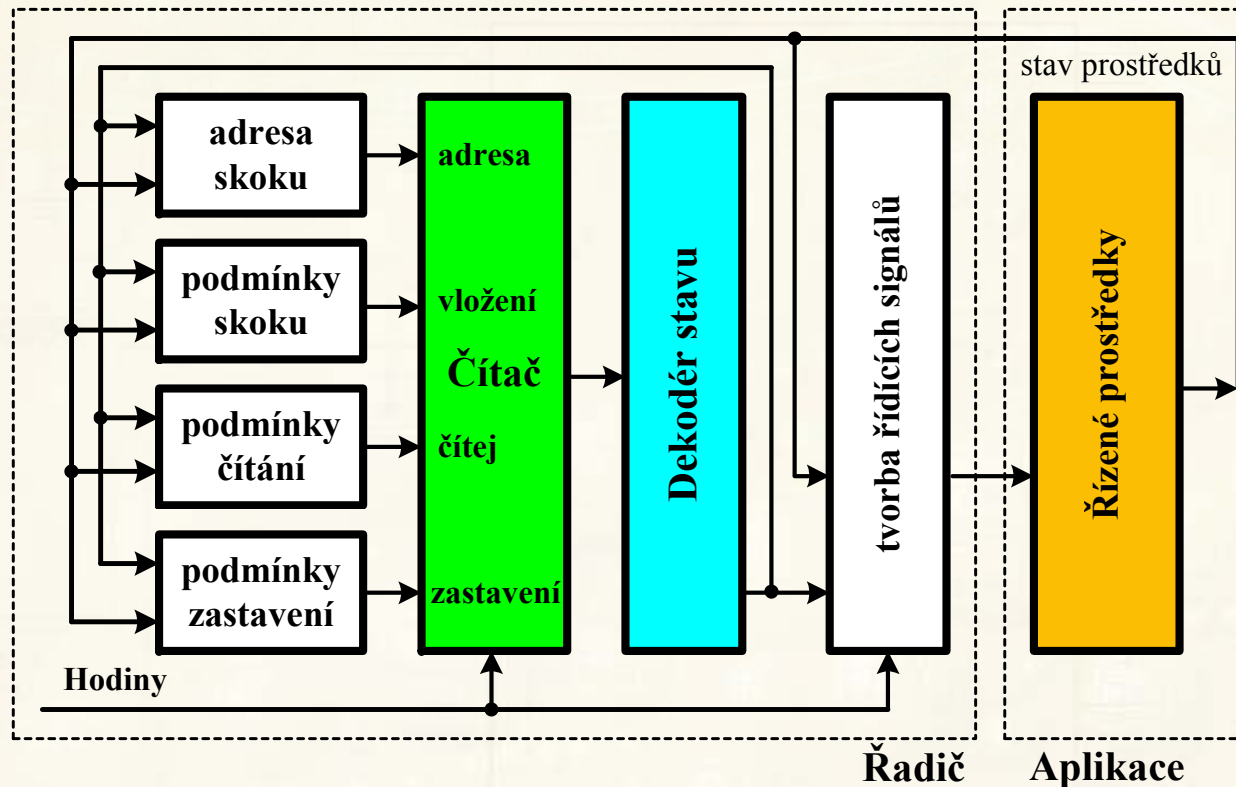 stav prostředků
adresa
skoku
adresa
podmínky
skoku
vložení
Čítač
podmínky
čítání
čítej
podmínky
zastavení
zastavení
Dekodér stavu
tvorba řídících signálů
Řízené prostředky
Hodiny
Řadič
Aplikace